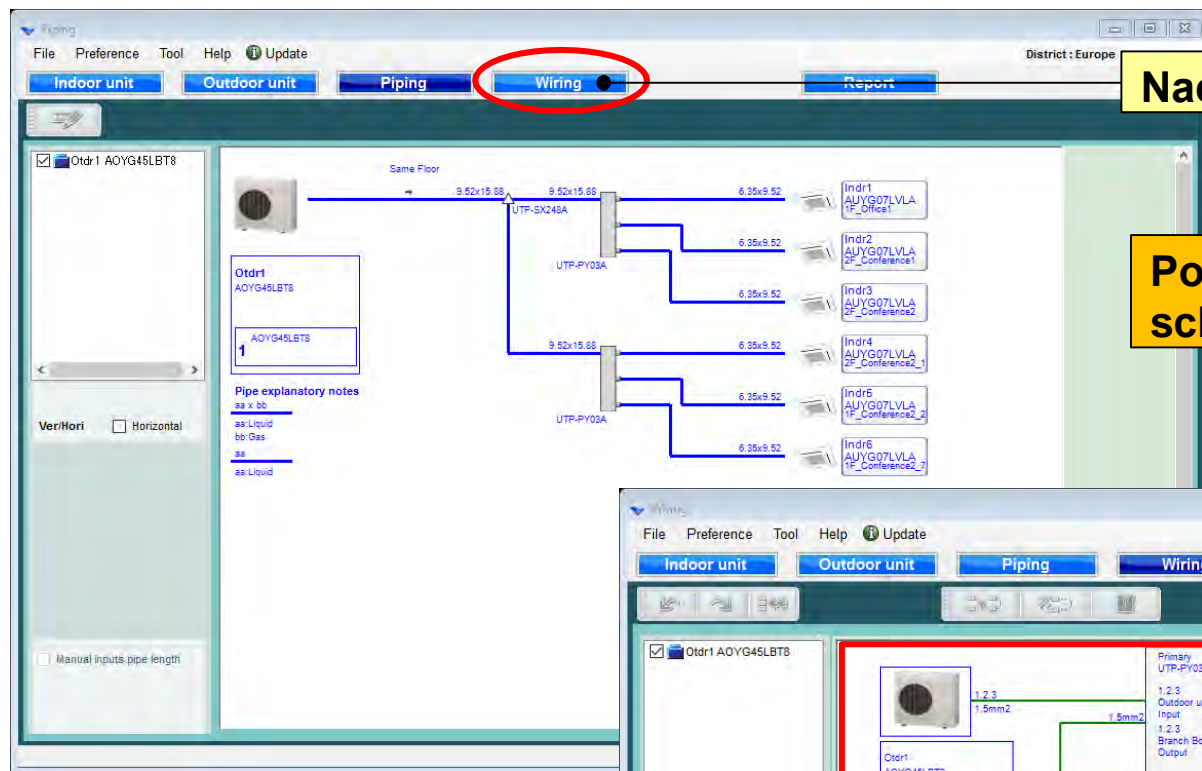 Piping
File Preference Tool Help Update
District : Europe
Indoor unit Outdoor unit Piping Wiring Report
Otdr1 AOYG45LBT8
Ver/Hori Horizontal
Manual inputs pipe length
Same Floor
9.52x15.88 9.52x15.88 6.35x9.52
UTP-SX248A
Indr1
AUYG07LVLA
1F_Office1
6.35x9.52
UTP-PY03A
Indr2
AUYG07LVLA
2F_Conference1
6.35x9.52
Indr3
AUYG07LVLA
2F_Conference2
9.52x15.88 6.35x9.52
Indr4
AUYG07LVLA
2F_Conference2_1
6.35x9.52
UTP-PY03A
Indr5
AUYG07LVLA
1F_Conference2_2
6.35x9.52
Indr6
AUYG07LVLA
1F_Conference2_7
Otdr1
AOYG45LBT8
AOYG45LBT8
1
Pipe explanatory notes
aa x bb
aa:Liquid
bb:Gas
aa
aa:Liquid
Wiring
File Preference Tool Help Update
Indoor unit Outdoor unit Piping Wiring
Otdr1 AOYG45LBT8
1.2.3
1.5mm2
1.5mm2
Primary
UTP-PY03
1.2.3
Outdoor u
Input
1.2.3
Branch Bo
Output
Otdr1
AOYG45LBT8